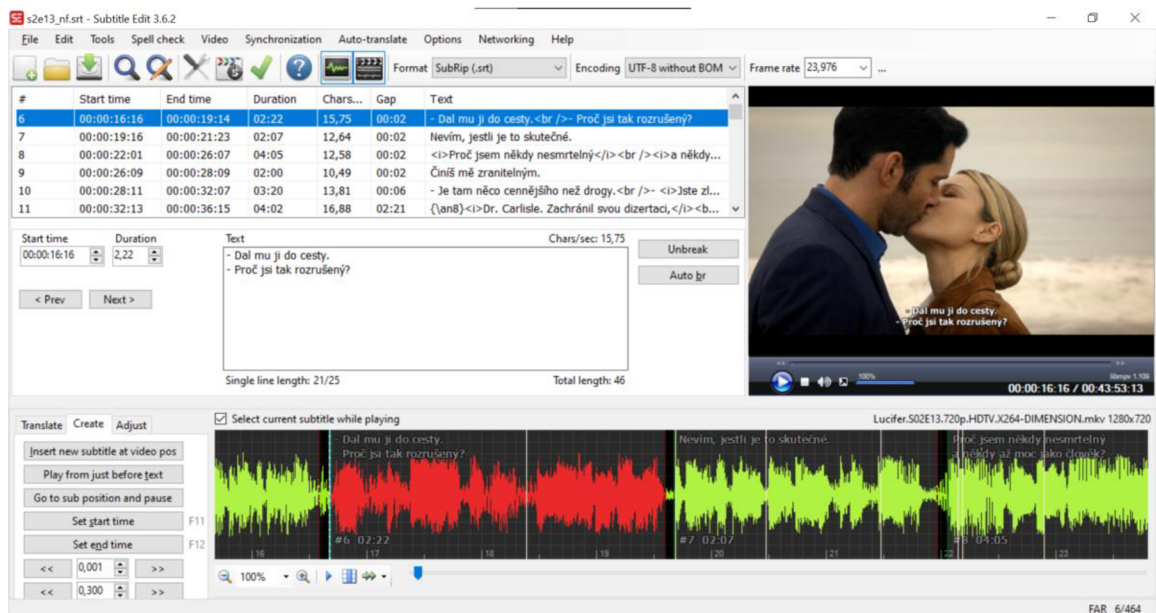 s2e13_nf.srt - Subtitle Edit 3.6.2
File Edit Tools Spell check Video Synchronization Auto-translate Options Networking Help
Format SubRip (.srt) Encoding UTF-8 without BOM Frame rate 23,976 ...
# Start time End time Duration Chars... Gap Text
6 00:00:16:16 00:00:19:14 02:22 15,75 00:02 - Dal mu ji do cesty.<br />- Proč jsi tak rozrušený?
7 00:00:19:16 00:00:21:23 02:07 12,64 00:02 Nevím, jestli je to skutečné.
8 00:00:22:01 00:00:26:07 04:05 12,58 00:02 <i>Proč jsem někdy nesmrtelný</i><br /><i>a někdy...
9 00:00:26:09 00:00:28:09 02:00 10,49 00:02 Činíš mě zranitelným.
10 00:00:28:11 00:00:32:07 03:20 13,81 00:06 - Je tam něco cennějšího než drogy.<br />- <i>Jste zl...
11 00:00:32:13 00:00:36:15 04:02 16,88 02:21 {\an8}<i>Dr. Carlisle. Zachránil svou dizertaci,</i><b...
Start time Duration Text Chars/sec: 15,75
00:00:16:16 2,22
- Dal mu ji do cesty.
- Proč jsi tak rozrušený?
Unbreak
Auto br
< Prev Next >
Single line length: 21/25 Total length: 46
- Dal mu ji do cesty.
- Proč jsi tak rozrušený?
100%
libmpv 1.109
00:00:16:16 / 00:43:53:13
Translate Create Adjust
Select current subtitle while playing Lucifer.S02E13.720p.HDTV.X264-DIMENSION.mkv 1280x720
Insert new subtitle at video pos
Play from just before text
Go to sub position and pause
Set start time F11
Set end time F12
<< 0,001 >>
<< 0,300 >>
Dal mu ji do cesty. Nevím, jestli je to skutečné. Proč jsem někdy nesmrtelný
Proč jsi tak rozrušený? a někdy až moc jako člověk?
#6 02:22 #7 02:07 #8 04:05
16 17 18 19 20 21 22 23
100%
FAR 6/464